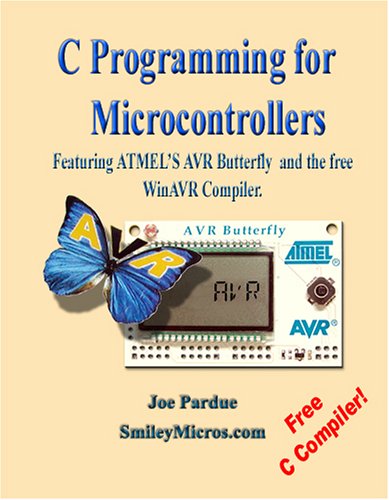 C Programming for
Microcontrollers
Featuring ATMEL'S AVR Butterfly and the free
WinAVR Compiler.
AVR
AVR Butterfly
ATMEL®
AVR
AVR®
Joe Pardue
SmileyMicros.com
Free
C Compiler!